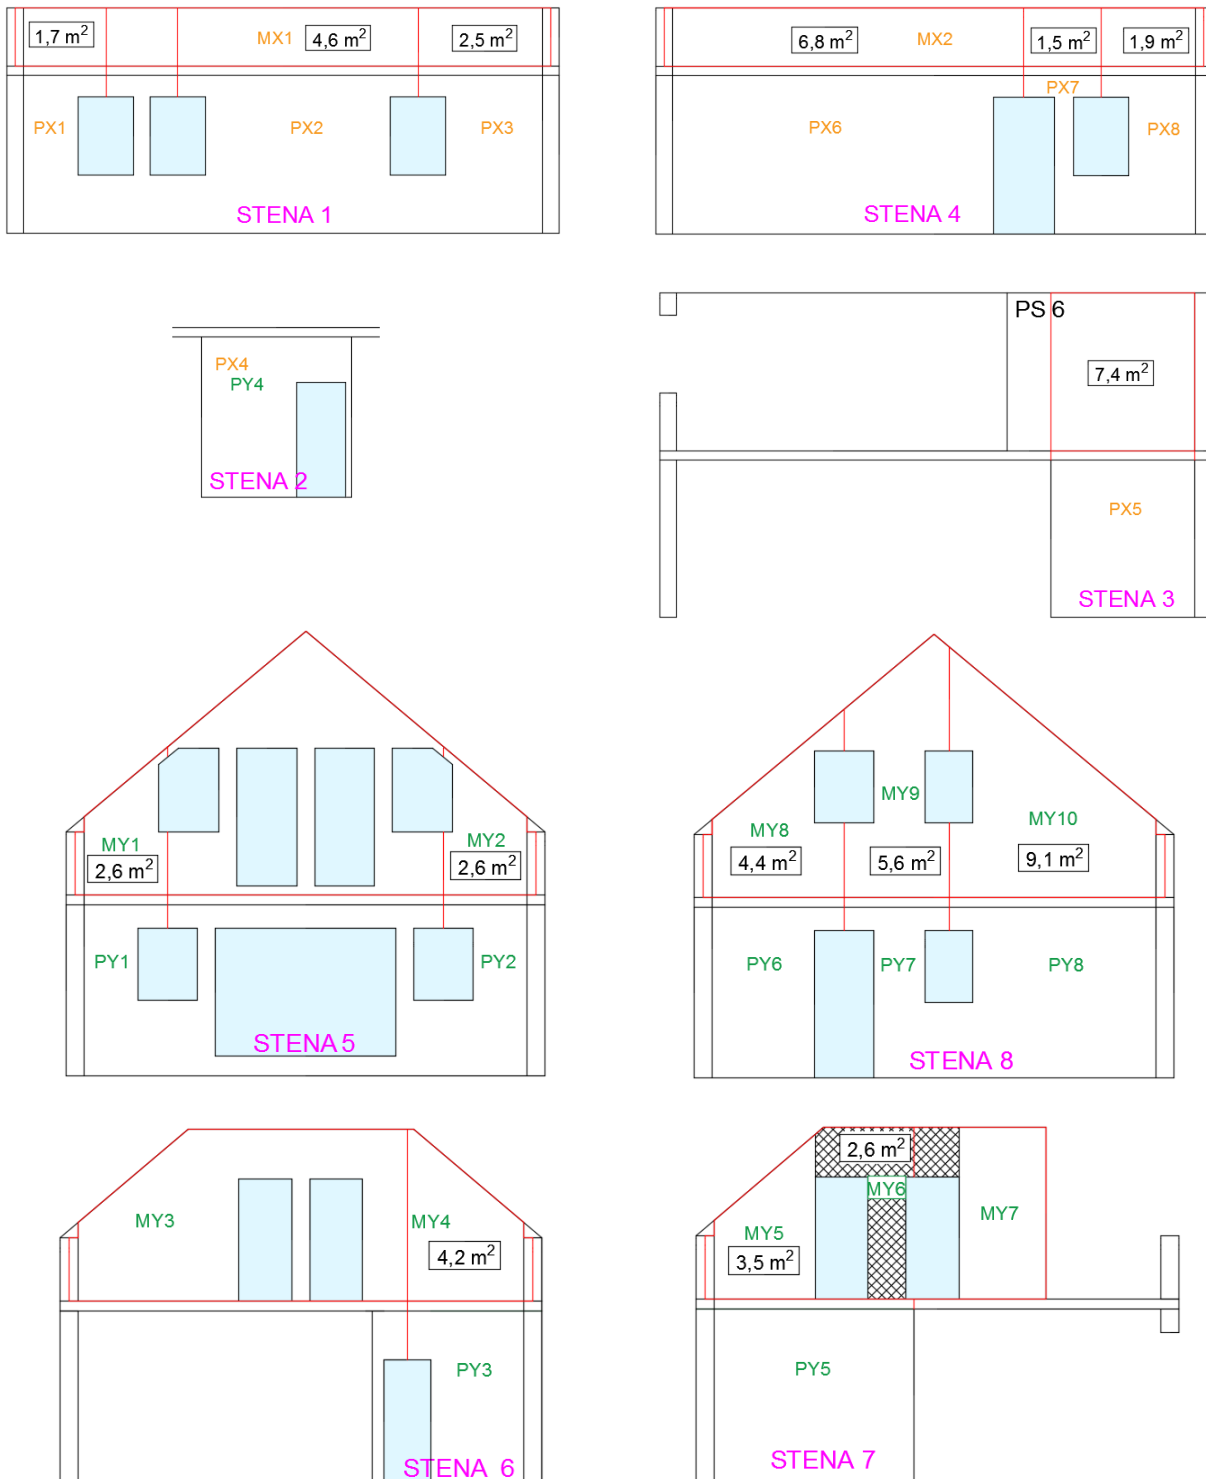 1,7 m²
MX1
4,6 m²
2,5 m²
PX1
PX2
PX3
STENA 1
6,8 m²
MX2
1,5 m²
1,9 m²
PX7
PX6
PX8
STENA 4
PX4
PY4
STENA 2
PS 6
7,4 m²
PX5
STENA 3
MY1
2,6 m²
MY2
2,6 m²
PY1
PY2
STENA 5
MY9
MY8
MY10
4,4 m²
5,6 m²
9,1 m²
PY6
PY7
PY8
STENA 8
MY3
MY4
4,2 m²
PY3
STENA 6
2,6 m²
MY6
MY5
MY7
3,5 m²
PY5
STENA 7